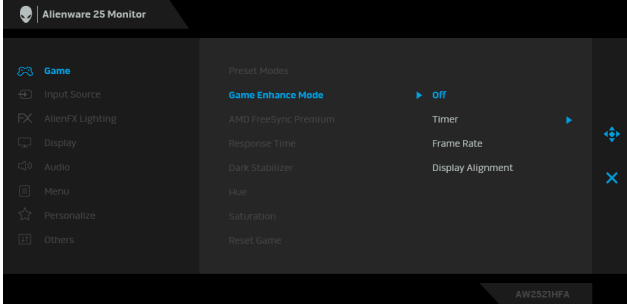 Alienware 25 Monitor
Game
Preset Modes
Input Source
Game Enhance Mode
Off
FX
AlienFX Lighting
AMD FreeSync Premium
Timer
Display
Response Time
Frame Rate
Audio
Dark Stabilizer
Display Alignment
Menu
Hue
Personalize
Saturation
Others
Reset Game
AW2521HFA